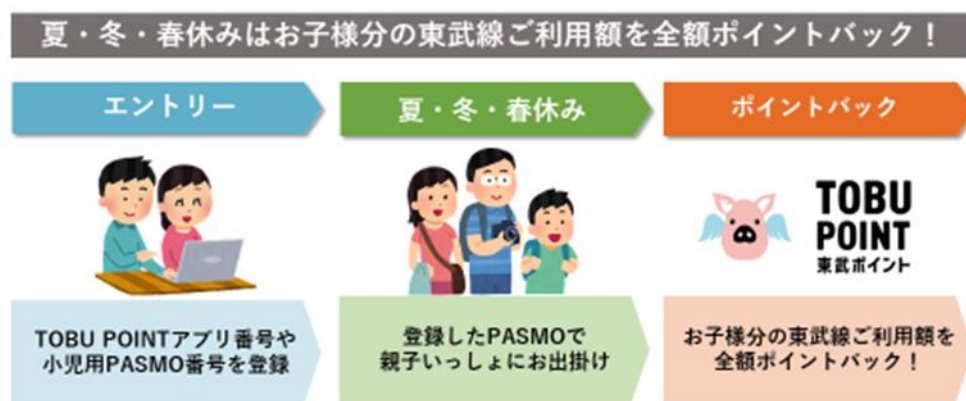 夏・冬・春休みはお子様分の東武線ご利用額を全額ポイントバック！
エントリー
夏・冬・春休み
ポイントバック
TOBU
POINT
東武ポイント
TOBU POINTアプリ番号や
小児用PASMO番号を登録
登録したPASMOで
親子いっしょにお出掛け
お子様分の東武線ご利用額を
全額ポイントバック！